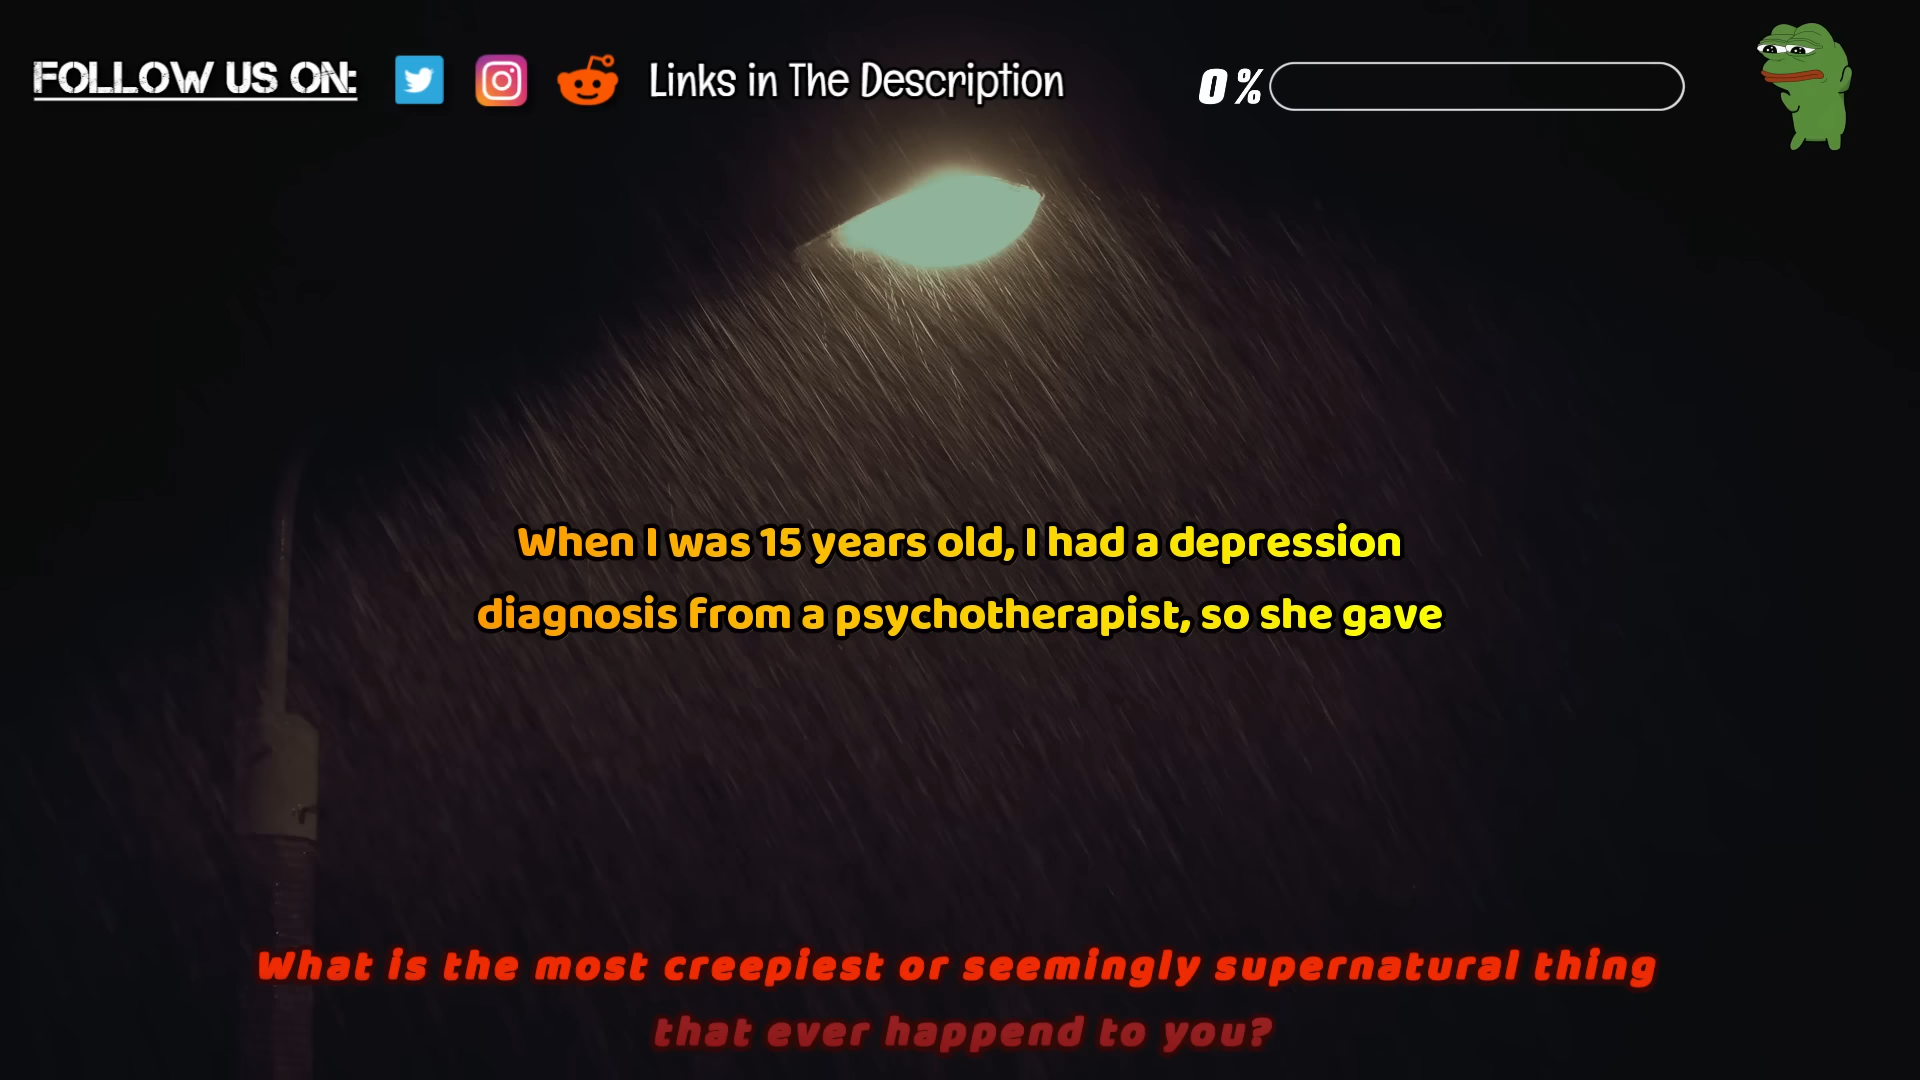 FOLLOW US ON: Links in The Description 0 %
When I was 15 years old, I had a depression
diagnosis from a psychotherapist, so she gave
What is the most creepiest or seemingly supernatural thing
that ever happend to you?